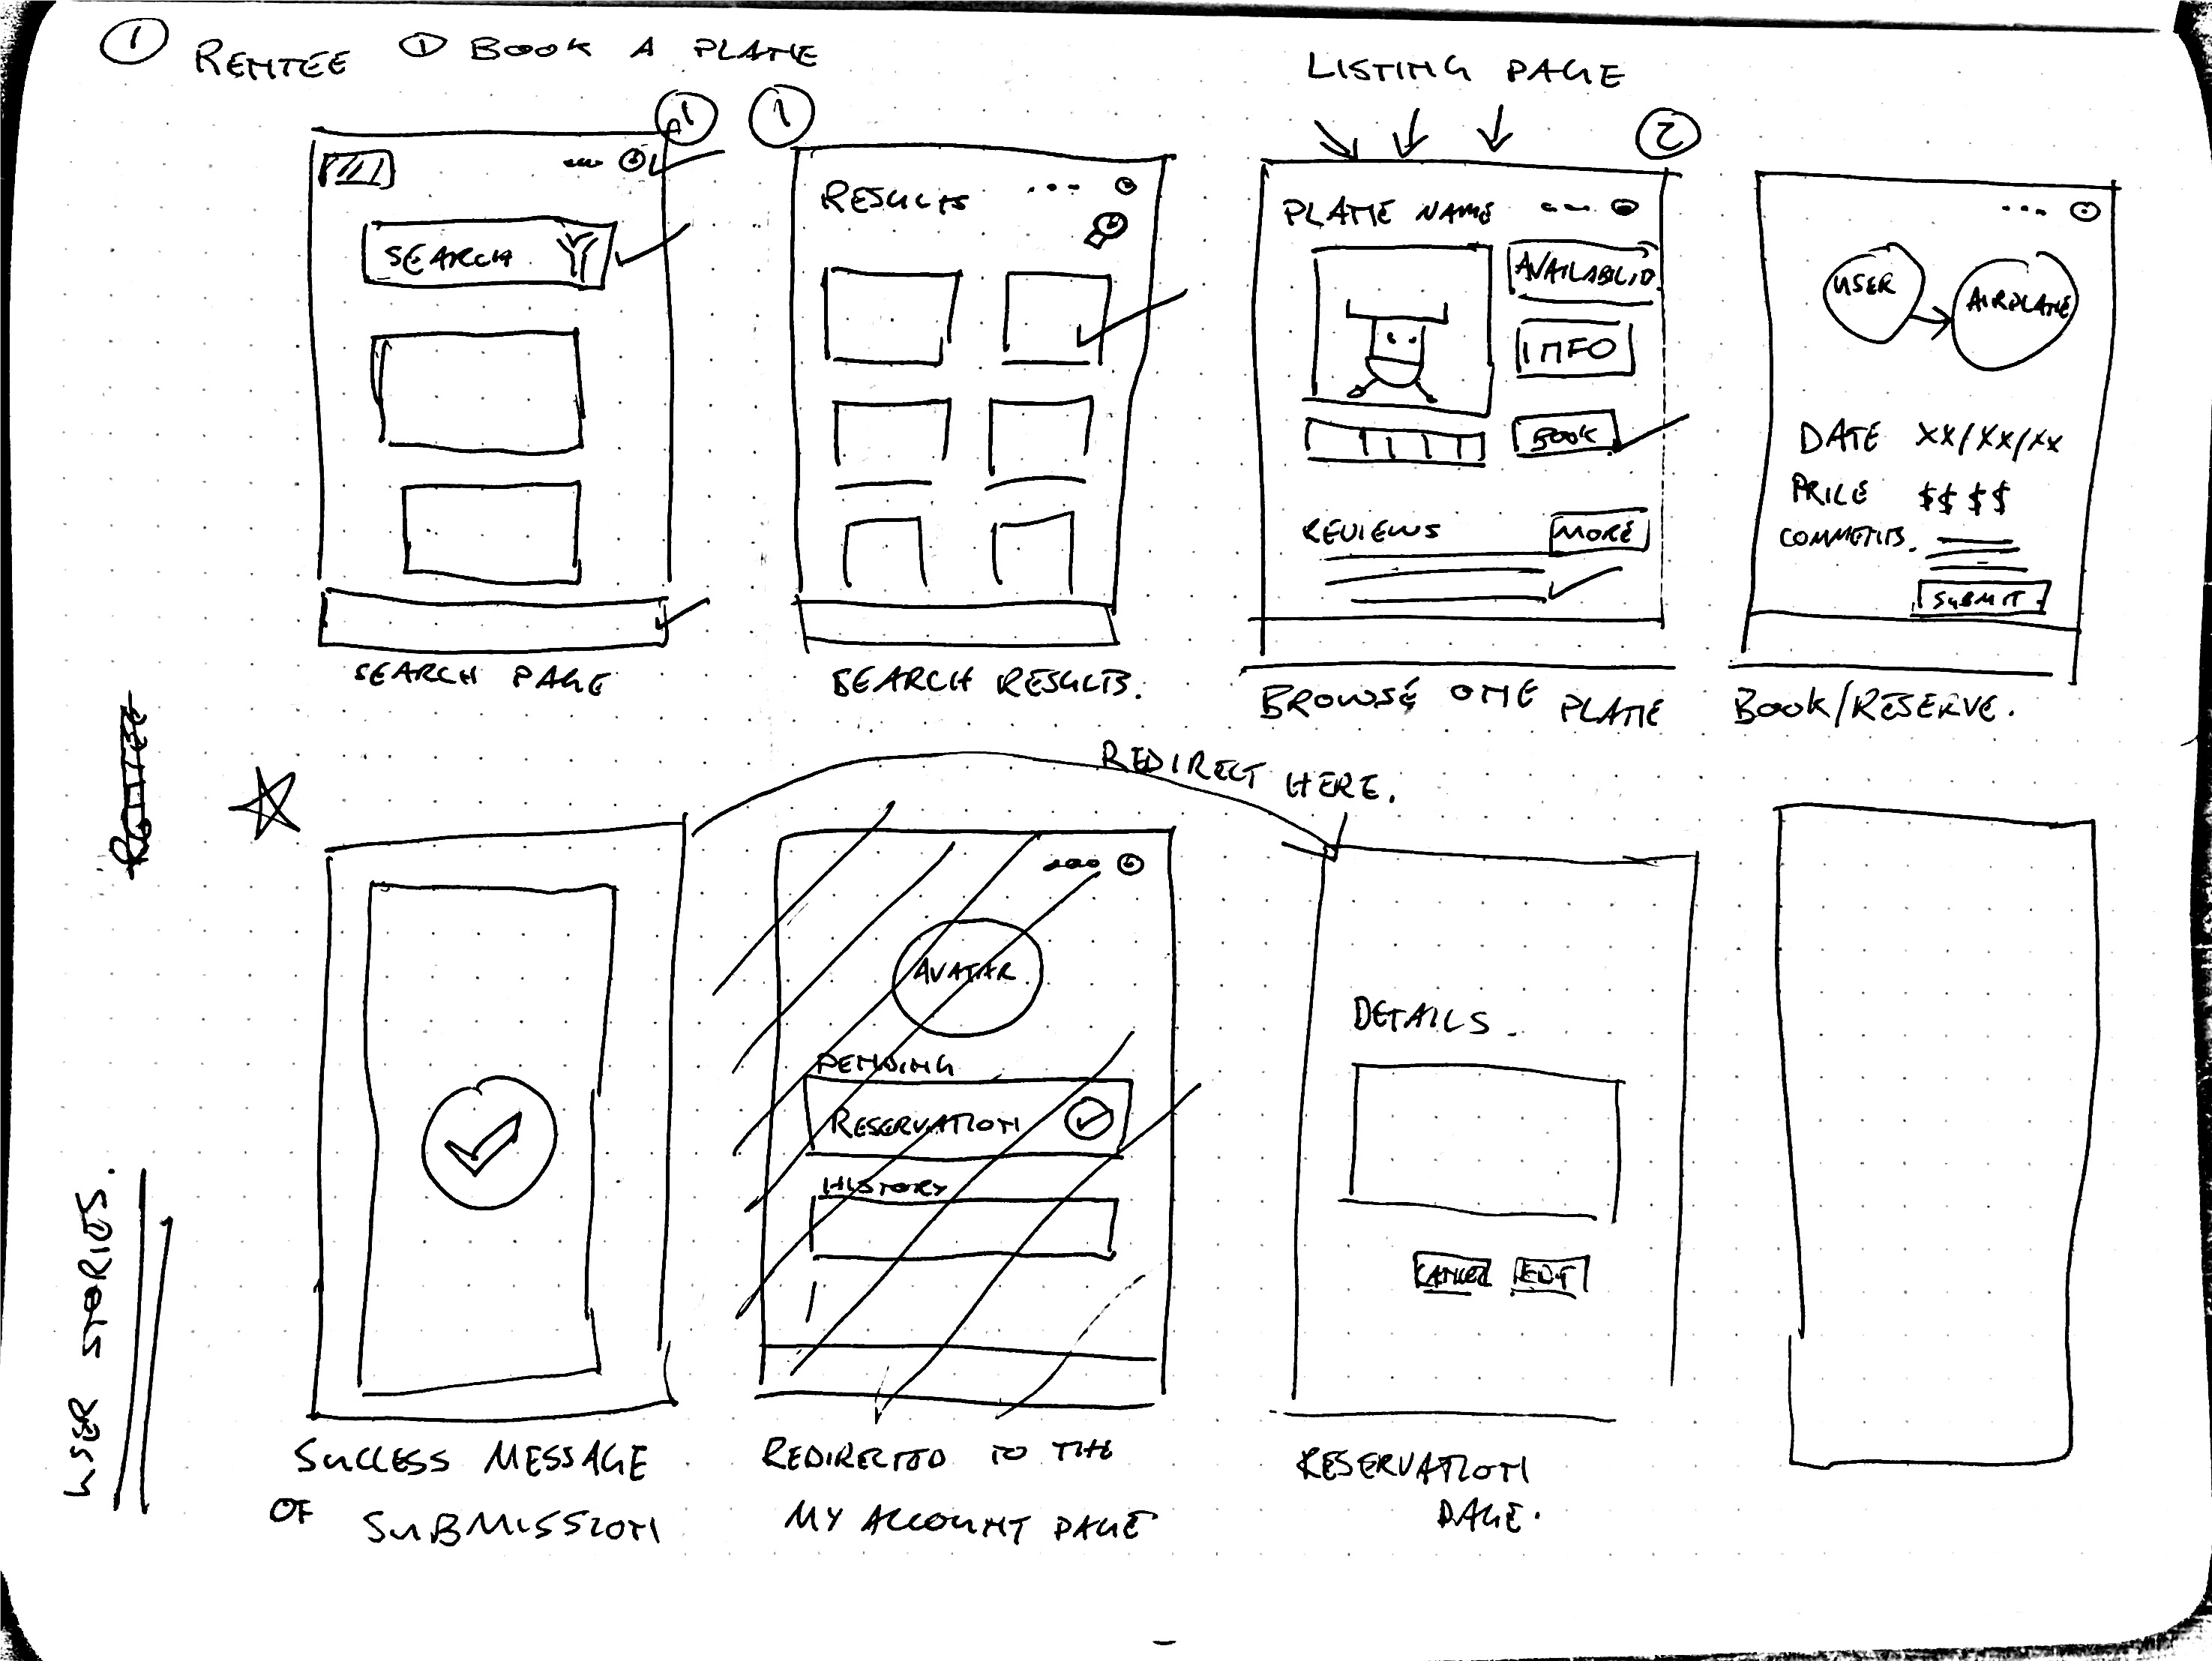 ① RENTEE ① BOOK A PLANE
LISTING PAGE
1
1
2
SEARCH
SEARCH PAGE
RESULTS
SEARCH RESULTS.
PLANE NAME
AVAILABILITY
INFO
BOOK
REVIEWS
MORE
BROWSE ONE PLANE
USER
AIRPLANE
DATE XX/XX/XX
PRICE $$$$
COMMENTS.
SUBMIT
BOOK/RESERVE.
RENTEE
USER STORIES.
REDIRECT HERE.
SUCCESS MESSAGE
OF SUBMISSION
AVATAR
PENDING
RESERVATION
HISTORY
REDIRECTED TO THE
MY ACCOUNT PAGE
DETAILS.
CANCEL
EDIT
RESERVATION
PAGE.